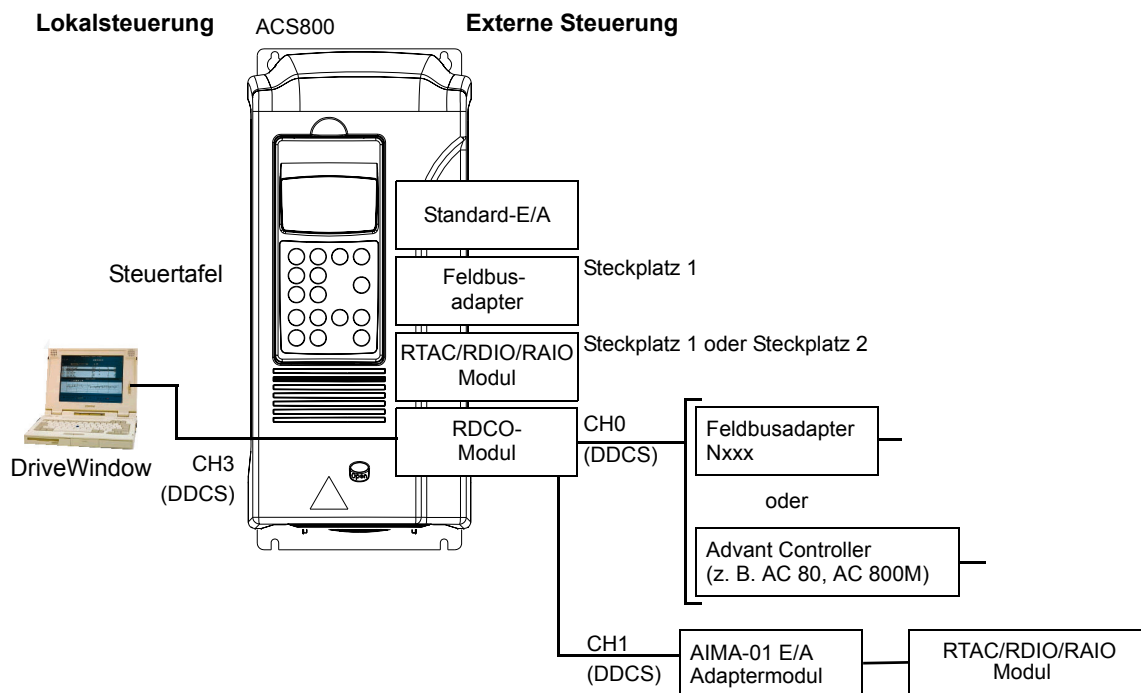 Lokalsteuerung
ACS800
Externe Steuerung
Standard-E/A
Steuertafel
Feldbus-
adapter
Steckplatz 1
RTAC/RDIO/RAIO
Modul
Steckplatz 1 oder Steckplatz 2
RDCO-
Modul
CH0
(DDCS)
Feldbusadapter
Nxxx
DriveWindow
CH3
(DDCS)
Open
oder
Advant Controller
(z. B. AC 80, AC 800M)
CH1
(DDCS)
AIMA-01 E/A
Adaptermodul
RTAC/RDIO/RAIO
Modul